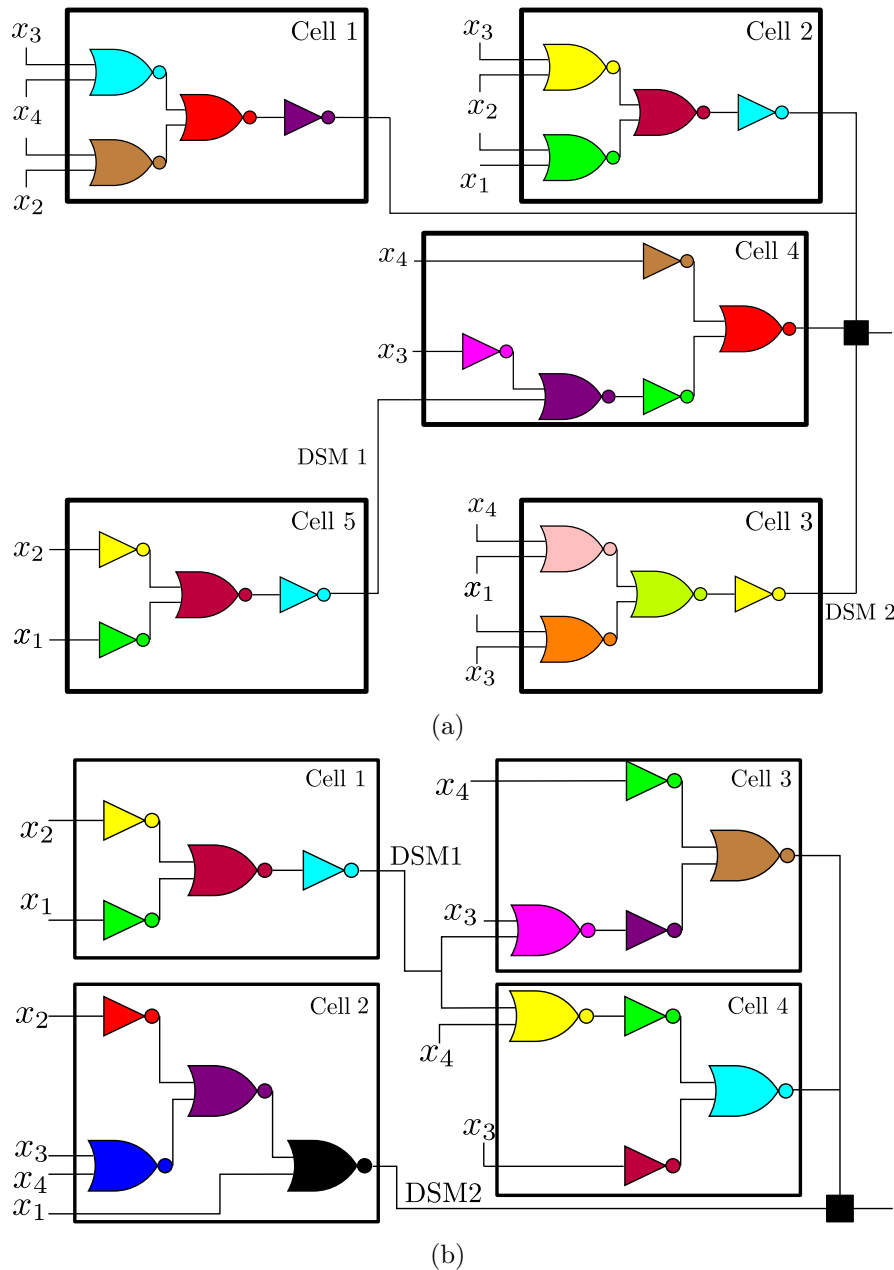 x₃ Cell 1
x₄
x₂
x₃ Cell 2
x₂
x₁
x₄ Cell 4
x₃
DSM 1
Cell 5
x₂
x₁
x₄ Cell 3
x₁
x₃
DSM 2
(a)
Cell 1
x₂
x₁
DSM1
Cell 3
x₄
x₃
Cell 2
x₂
x₃
x₄
x₁
DSM2
Cell 4
x₄
x₃
(b)